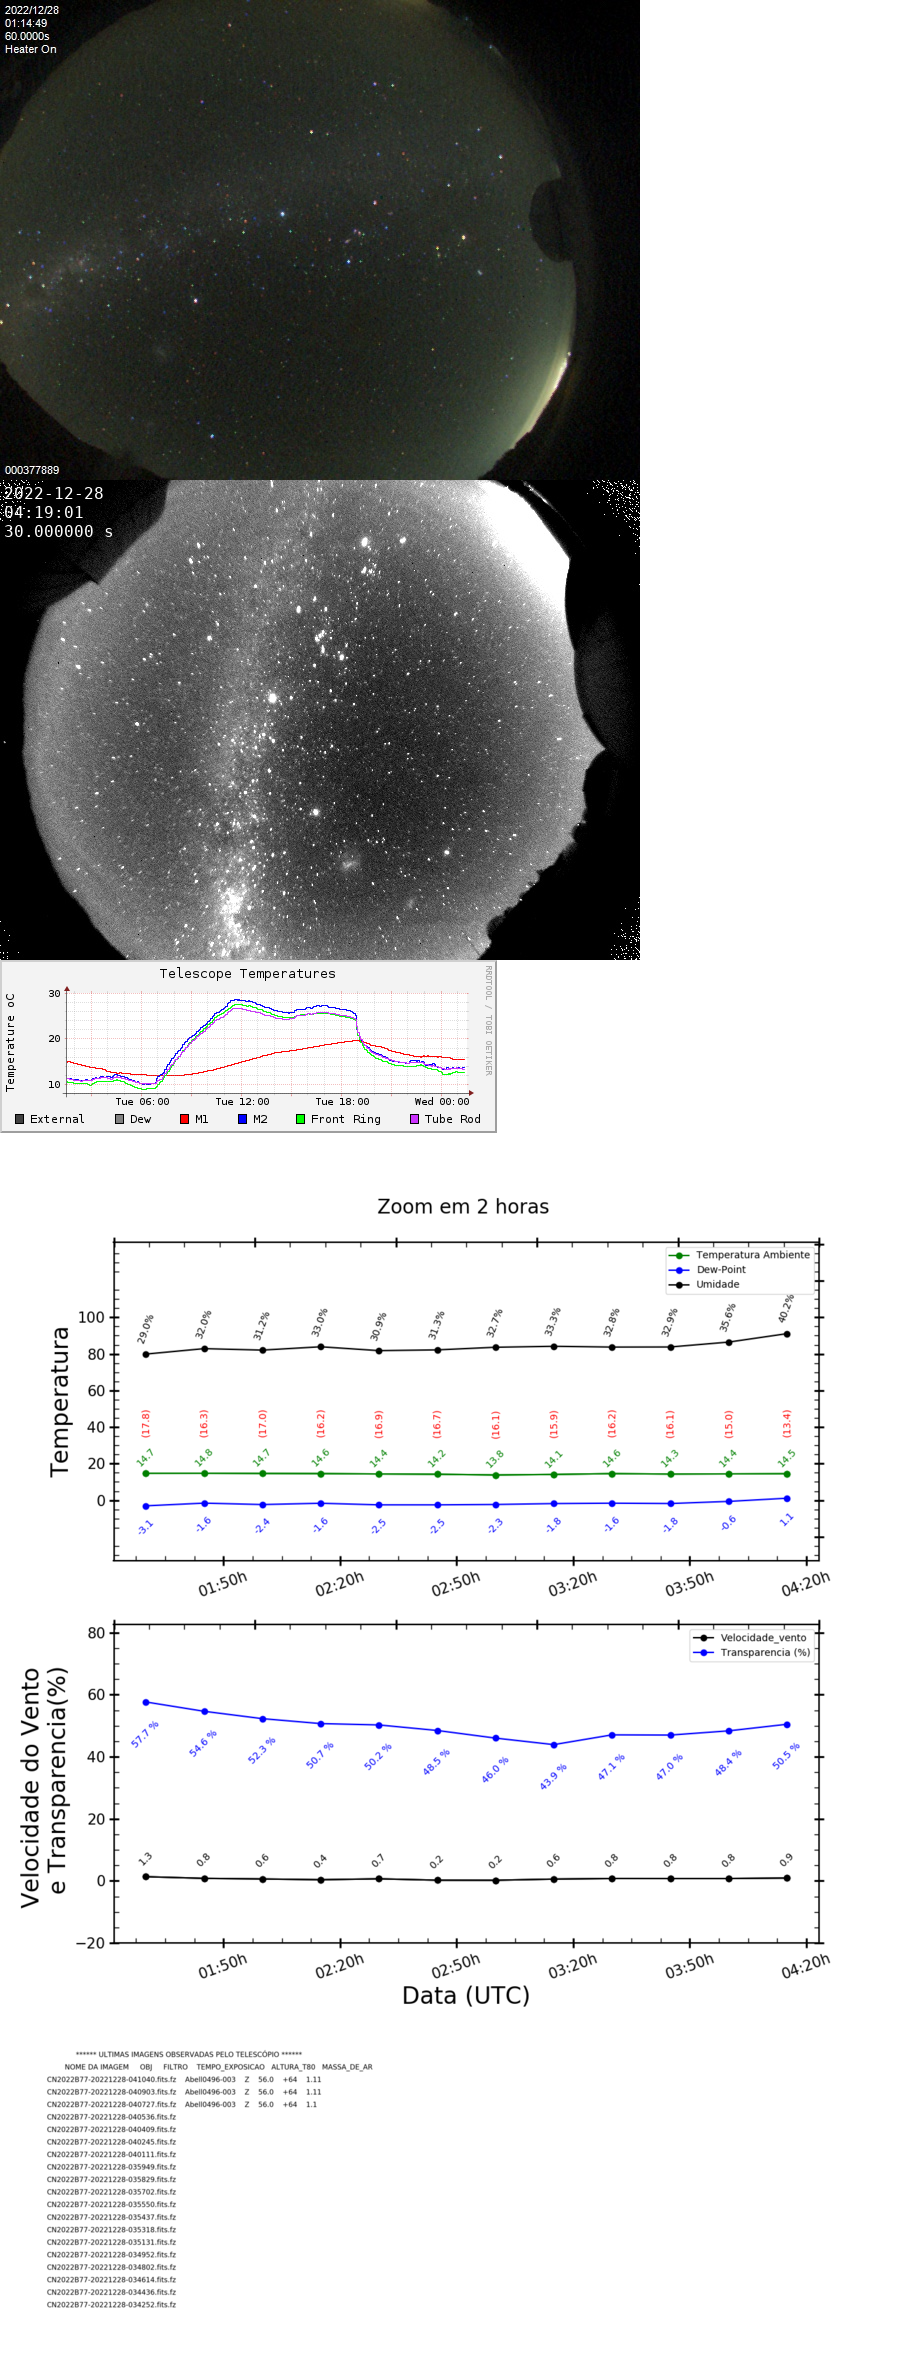 2022/12/28
01:14:49
60.0000s
Heater On
000377889
2022-12-28
04:19:01
30.000000 s
Telescope Temperatures
RRDTOOL / TOBI OETIKER
Temperature oC
30
20
10
Tue 06:00 Tue 12:00 Tue 18:00 Wed 00:00
External Dew M1 M2 Front Ring Tube Rod
Zoom em 2 horas
Temperatura Ambiente
Dew-Point
Umidade
Temperatura
100
80
60
40
20
0
29.0% 32.0% 31.2% 33.0% 30.9% 31.3% 32.7% 33.3% 32.8% 32.9% 35.6% 40.2%
(17.8) (16.3) (17.0) (16.2) (16.9) (16.7) (16.1) (15.9) (16.2) (16.1) (15.0) (13.4)
14.7 14.8 14.7 14.6 14.4 14.2 13.8 14.1 14.6 14.3 14.4 14.5
-3.1 -1.6 -2.4 -1.6 -2.5 -2.5 -2.3 -1.8 -1.6 -1.8 -0.6 1.1
01:50h 02:20h 02:50h 03:20h 03:50h 04:20h
Velocidade_vento
Transparencia (%)
Velocidade do Vento
e Transparencia(%)
80
60
40
20
0
−20
57.7 % 54.6 % 52.3 % 50.7 % 50.2 % 48.5 % 46.0 % 43.9 % 47.1 % 47.0 % 48.4 % 50.5 %
1.3 0.8 0.6 0.4 0.7 0.2 0.2 0.6 0.8 0.8 0.8 0.9
01:50h 02:20h 02:50h 03:20h 03:50h 04:20h
Data (UTC)
****** ULTIMAS IMAGENS OBSERVADAS PELO TELESCÓPIO ******
NOME DA IMAGEM OBJ FILTRO TEMPO_EXPOSICAO ALTURA_T80 MASSA_DE_AR
CN2022B77-20221228-041040.fits.fz Abell0496-003 Z 56.0 +64 1.11
CN2022B77-20221228-040903.fits.fz Abell0496-003 Z 56.0 +64 1.11
CN2022B77-20221228-040727.fits.fz Abell0496-003 Z 56.0 +64 1.1
CN2022B77-20221228-040536.fits.fz
CN2022B77-20221228-040409.fits.fz
CN2022B77-20221228-040245.fits.fz
CN2022B77-20221228-040111.fits.fz
CN2022B77-20221228-035949.fits.fz
CN2022B77-20221228-035829.fits.fz
CN2022B77-20221228-035702.fits.fz
CN2022B77-20221228-035550.fits.fz
CN2022B77-20221228-035437.fits.fz
CN2022B77-20221228-035318.fits.fz
CN2022B77-20221228-035131.fits.fz
CN2022B77-20221228-034952.fits.fz
CN2022B77-20221228-034802.fits.fz
CN2022B77-20221228-034614.fits.fz
CN2022B77-20221228-034436.fits.fz
CN2022B77-20221228-034252.fits.fz